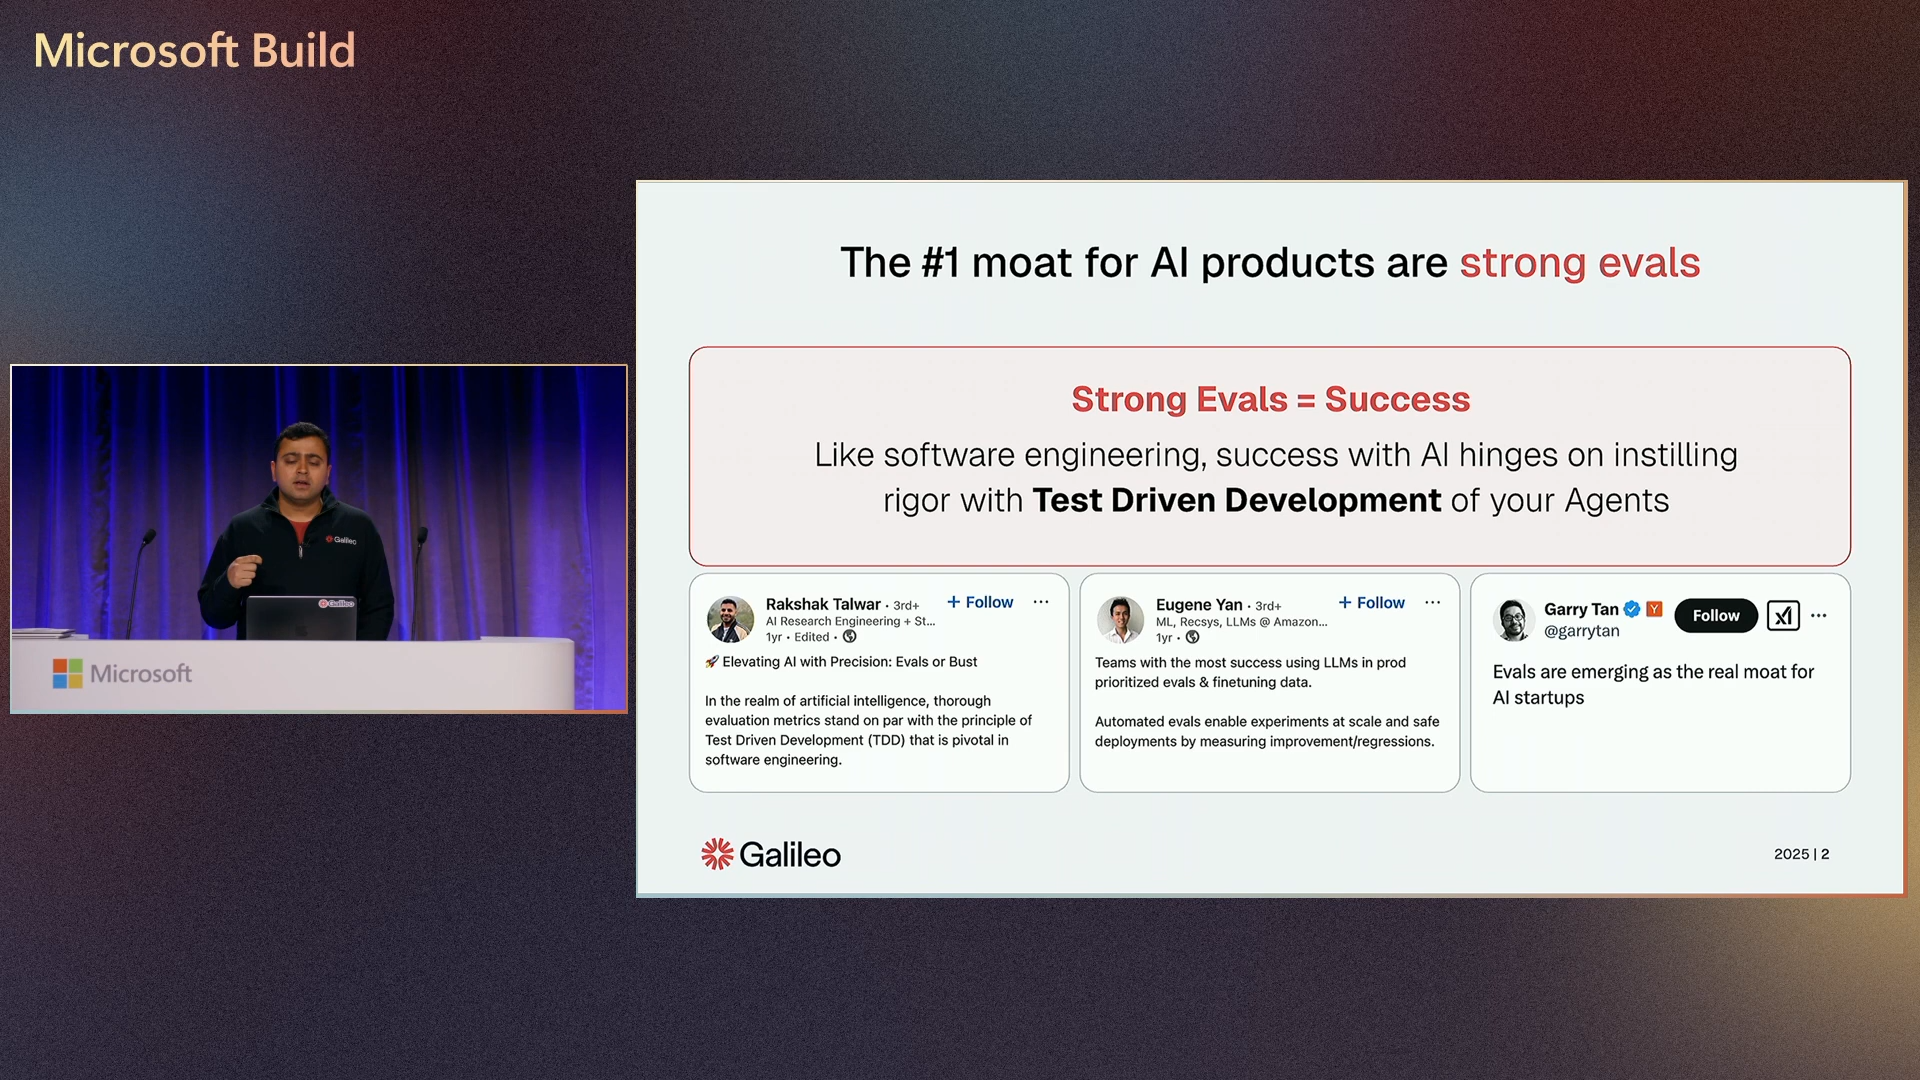 Microsoft Build
The #1 moat for AI products are strong evals
Strong Evals = Success
Like software engineering, success with AI hinges on instilling
rigor with Test Driven Development of your Agents
Rakshak Talwar · 3rd+
+ Follow ···
AI Research Engineering + St...
1yr · Edited ·
🚀 Elevating AI with Precision: Evals or Bust
In the realm of artificial intelligence, thorough
evaluation metrics stand on par with the principle of
Test Driven Development (TDD) that is pivotal in
software engineering.
Eugene Yan · 3rd+
+ Follow ···
ML, Recsys, LLMs @ Amazon...
1yr ·
Teams with the most success using LLMs in prod
prioritized evals & finetuning data.
Automated evals enable experiments at scale and safe
deployments by measuring improvement/regressions.
Garry Tan Y
Follow ···
@garrytan
Evals are emerging as the real moat for
AI startups
Galileo
2025 | 2
Galileo
Galileo
Microsoft